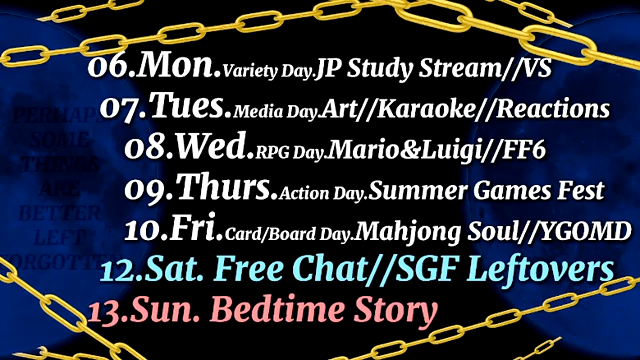 06.Mon.Variety Day.JP Study Stream//VS
07.Tues.Media Day.Art//Karaoke//Reactions
08.Wed.RPG Day.Mario&Luigi//FF6
09.Thurs.Action Day.Summer Games Fest
10.Fri.Card/Board Day.Mahjong Soul//YGOMD
12.Sat. Free Chat//SGF Leftovers
13.Sun. Bedtime Story
PERHAPS
SOME
THINGS
ARE
BETTER
LEFT
FORGOTTEN